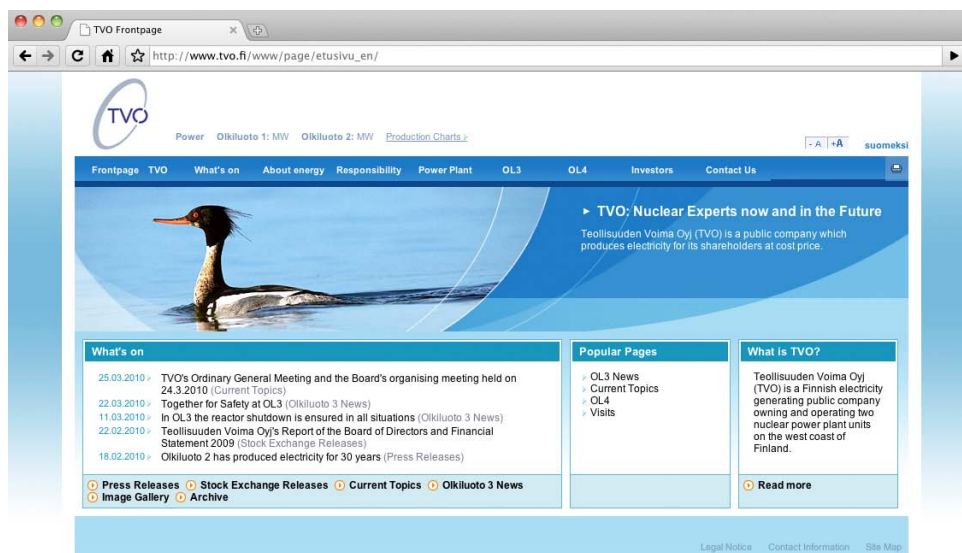 TVO Frontpage
http://www.tvo.fi/www/page/etusivu_en/
TVO
Power Olkiluoto 1: MW Olkiluoto 2: MW Production Charts
- A +A suomeksi
Frontpage TVO What's on About energy Responsibility Power Plant OL3 OL4 Investors Contact Us
TVO: Nuclear Experts now and in the Future
Teollisuuden Voima Oyj (TVO) is a public company which
produces electricity for its shareholders at cost price.
What's on
25.03.2010 TVO's Ordinary General Meeting and the Board's organising meeting held on
24.3.2010 (Current Topics)
22.03.2010 Together for Safety at OL3 (Olkiluoto 3 News)
11.03.2010 In OL3 the reactor shutdown is ensured in all situations (Olkiluoto 3 News)
22.02.2010 Teollisuuden Voima Oyj's Report of the Board of Directors and Financial
Statement 2009 (Stock Exchange Releases)
18.02.2010 Olkiluoto 2 has produced electricity for 30 years (Press Releases)
Press Releases Stock Exchange Releases Current Topics Olkiluoto 3 News
Image Gallery Archive
Popular Pages
OL3 News
Current Topics
OL4
Visits
What is TVO?
Teollisuuden Voima Oyj
(TVO) is a Finnish electricity
generating public company
owning and operating two
nuclear power plant units
on the west coast of
Finland.
Read more
Legal Notice Contact Information Site Map